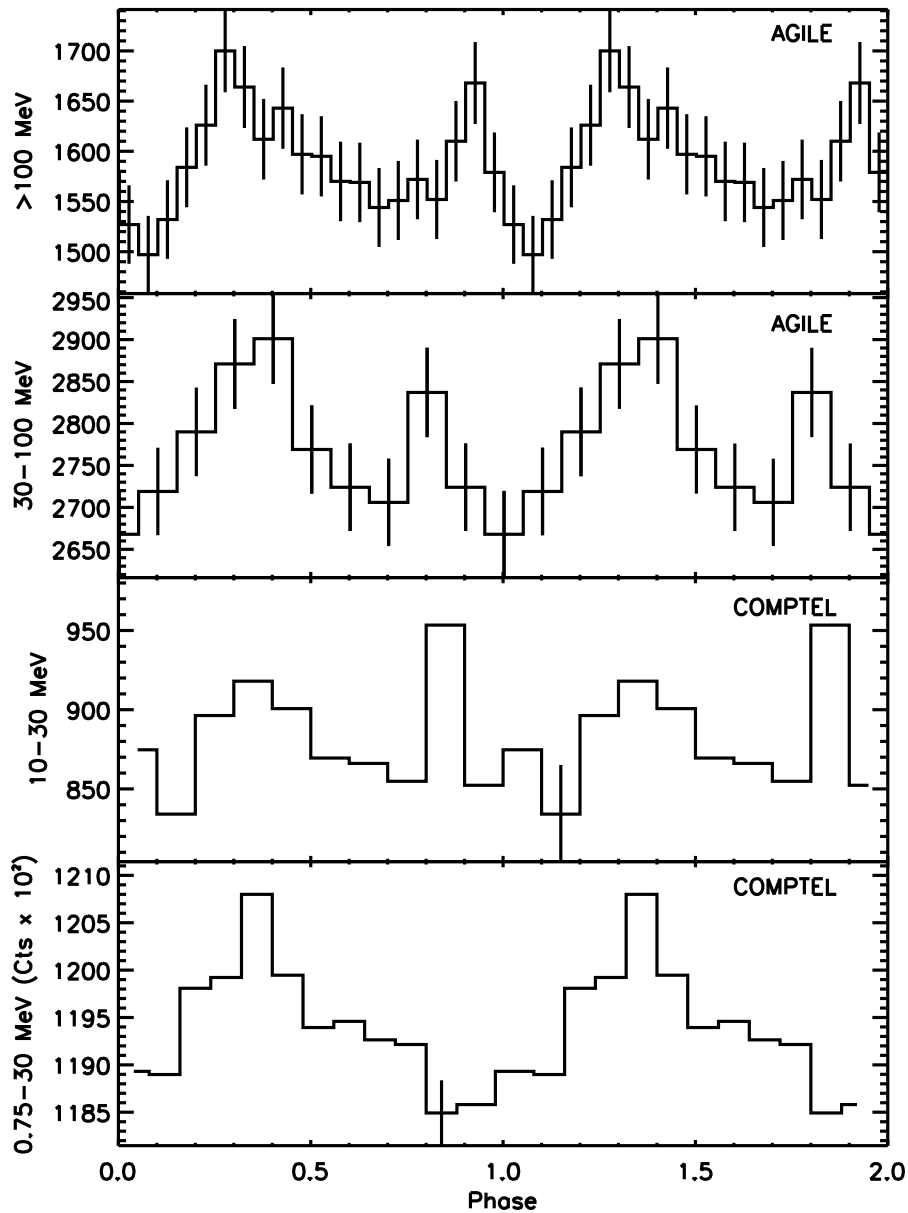 AGILE
>100 MeV
1700
1650
1600
1550
1500
AGILE
30−100 MeV
2950
2900
2850
2800
2750
2700
2650
COMPTEL
10−30 MeV
950
900
850
COMPTEL
0.75−30 MeV (Cts × 10²)
1210
1205
1200
1195
1190
1185
0.0 0.5 1.0 1.5 2.0
Phase